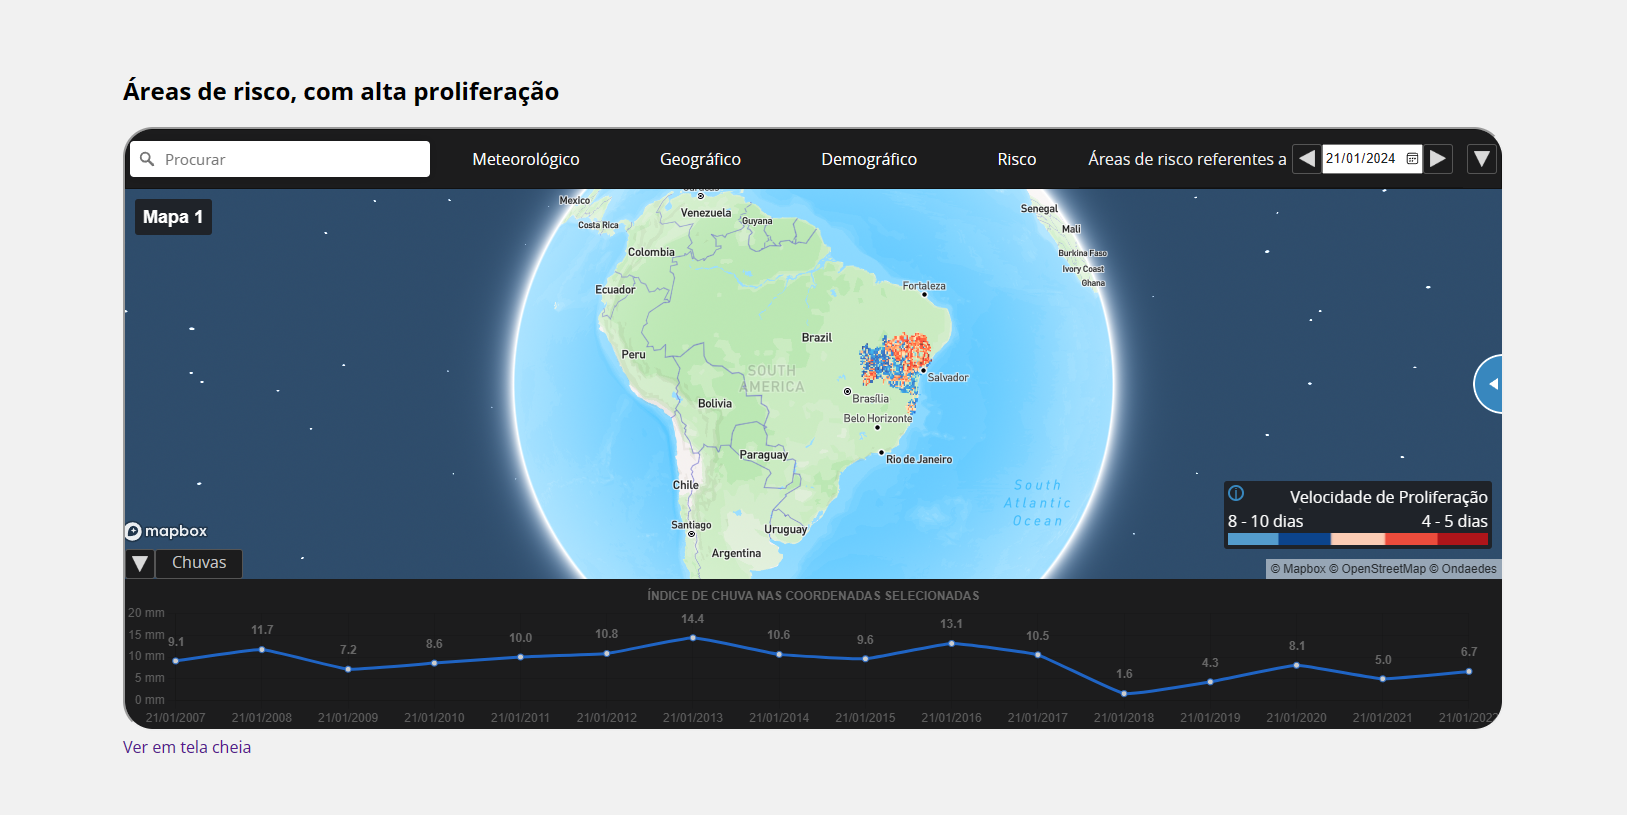 Áreas de risco, com alta proliferação
Procurar
Meteorológico
Geográfico
Demográfico
Risco
Áreas de risco referentes a
21/01/2024
Mapa 1
Mexico
Costa Rica
Venezuela
Guyana
Colombia
Ecuador
Senegal
Mali
Burkina Faso
Ivory Coast
Ghana
Fortaleza
Brazil
Peru
SOUTH
AMERICA
Salvador
Brasília
Bolivia
Belo Horizonte
Rio de Janeiro
Paraguay
Chile
South
Atlantic
Ocean
Santiago
Uruguay
Argentina
Velocidade de Proliferação
8 - 10 dias
4 - 5 dias
mapbox
Chuvas
© Mapbox © OpenStreetMap © Ondaedes
ÍNDICE DE CHUVA NAS COORDENADAS SELECIONADAS
20 mm
15 mm
10 mm
5 mm
0 mm
9.1
11.7
7.2
8.6
10.0
10.8
14.4
10.6
9.6
13.1
10.5
1.6
4.3
8.1
5.0
6.7
21/01/2007
21/01/2008
21/01/2009
21/01/2010
21/01/2011
21/01/2012
21/01/2013
21/01/2014
21/01/2015
21/01/2016
21/01/2017
21/01/2018
21/01/2019
21/01/2020
21/01/2021
21/01/2022
Ver em tela cheia